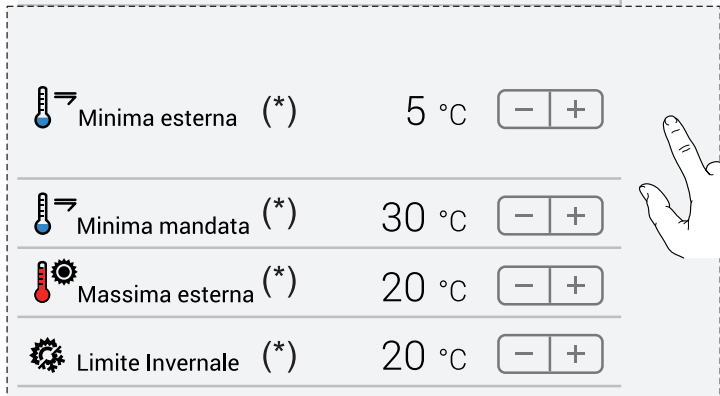 Minima esterna (*) 5 °C − +
Minima mandata (*) 30 °C − +
Massima esterna (*) 20 °C − +
Limite Invernale (*) 20 °C − +